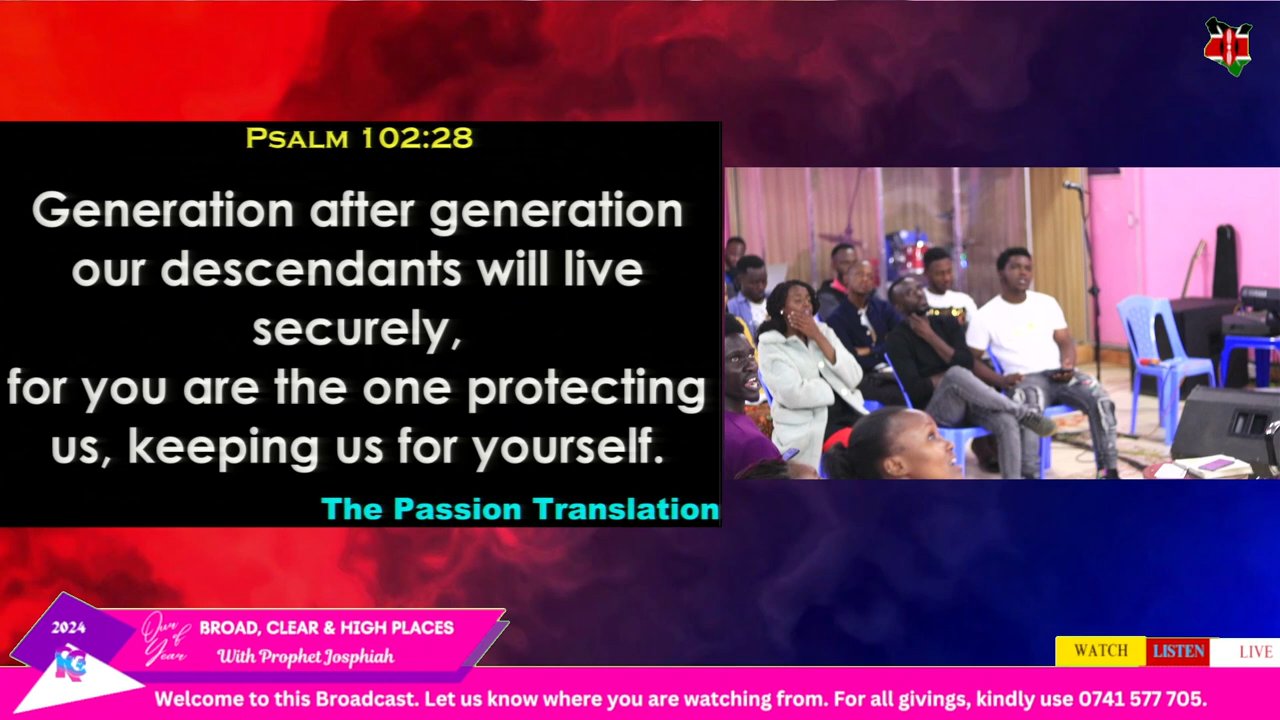 PSALM 102:28
Generation after generation
our descendants will live
securely,
for you are the one protecting
us, keeping us for yourself.
The Passion Translation
2024
Our
of
Year
BROAD, CLEAR & HIGH PLACES
With Prophet Josphiah
WATCH
LISTEN
LIVE
Welcome to this Broadcast. Let us know where you are watching from. For all givings, kindly use 0741 577 705.